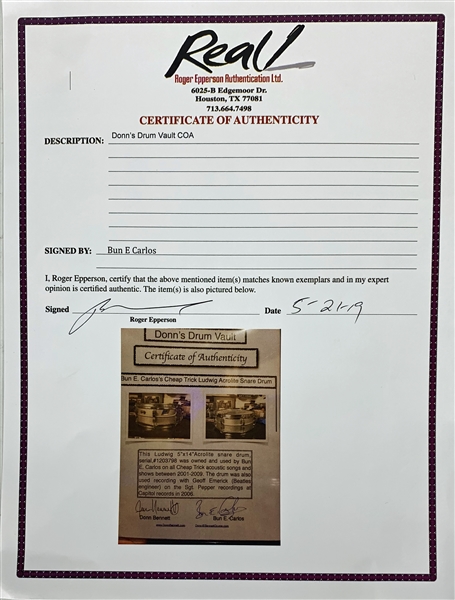 Real!
Roger Epperson Authentication Ltd.
6025-B Edgemoor Dr.
Houston, TX 77081
713.664.7498
CERTIFICATE OF AUTHENTICITY
DESCRIPTION: Donn's Drum Vault COA
SIGNED BY: Bun E Carlos
I, Roger Epperson, certify that the above mentioned item(s) matches known exemplars and in my expert
opinion is certified authentic. The item(s) is also pictured below.
Signed Date 5-21-19
Roger Epperson
Donn's Drum Vault
Certificate of Authenticity
Bun E. Carlos's Cheap Trick Ludwig Acrolite Snare Drum
This Ludwig 5"x14"Acrolite snare drum,
serial #1203798 was owned and used by Bun
E. Carlos on all Cheap Trick acoustic songs and
shows between 2001-2009. The drum was also
used recording with Geoff Emerick (Beatles
engineer) on the Sgt. Pepper recordings at
Capitol records in 2008.
Donn Bennett Bun E. Carlos